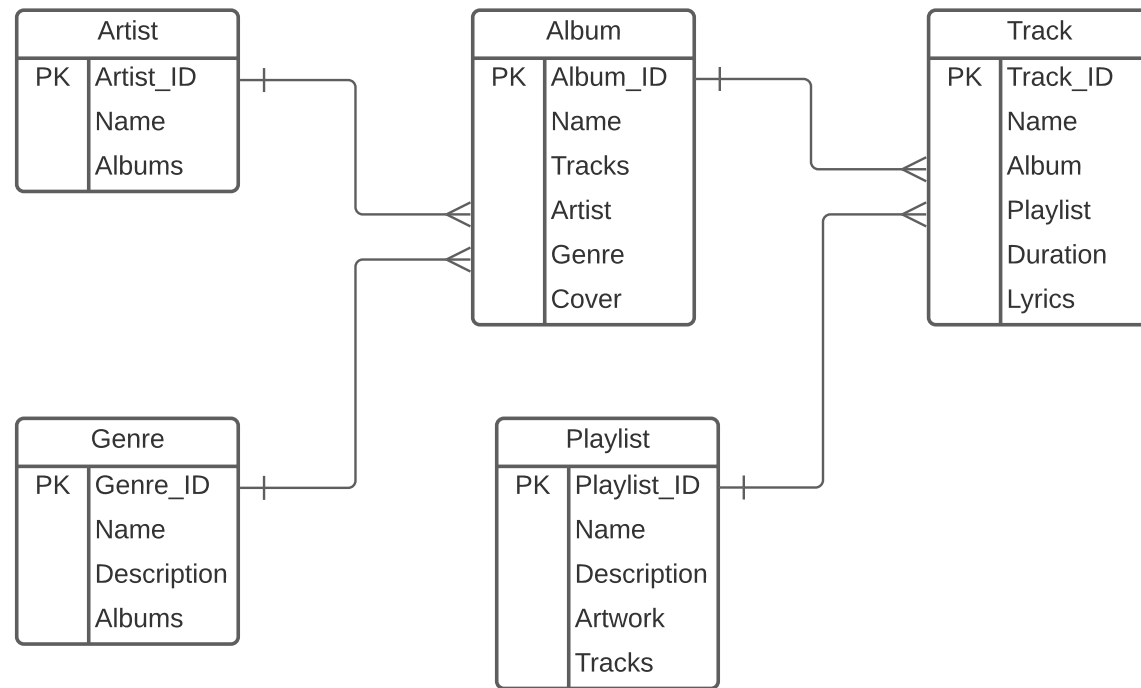 Artist
PK Artist_ID
Name
Albums
Album
PK Album_ID
Name
Tracks
Artist
Genre
Cover
Track
PK Track_ID
Name
Album
Playlist
Duration
Lyrics
Genre
PK Genre_ID
Name
Description
Albums
Playlist
PK Playlist_ID
Name
Description
Artwork
Tracks